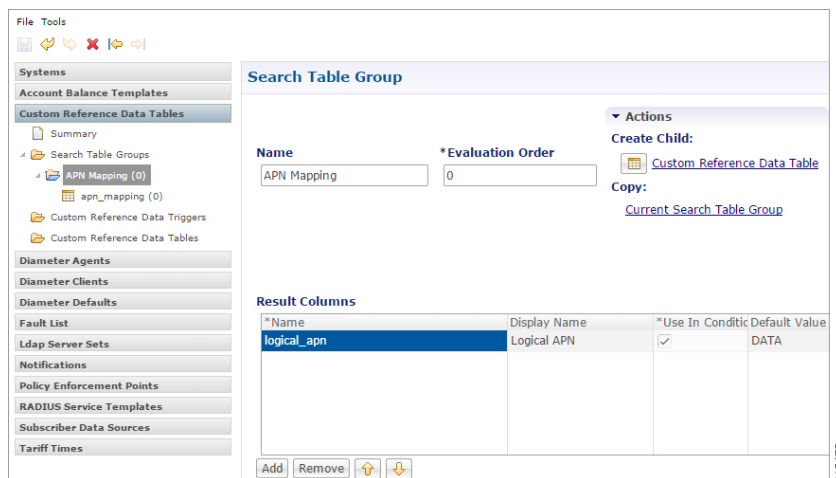 File Tools
Systems
Account Balance Templates
Custom Reference Data Tables
Summary
Search Table Groups
APN Mapping (0)
apn_mapping (0)
Custom Reference Data Triggers
Custom Reference Data Tables
Diameter Agents
Diameter Clients
Diameter Defaults
Fault List
Ldap Server Sets
Notifications
Policy Enforcement Points
RADIUS Service Templates
Subscriber Data Sources
Tariff Times
Search Table Group
Name *Evaluation Order
APN Mapping 0
Actions
Create Child:
Custom Reference Data Table
Copy:
Current Search Table Group
Result Columns
*Name Display Name *Use In Conditic Default Value
logical_apn Logical APN DATA
Add Remove